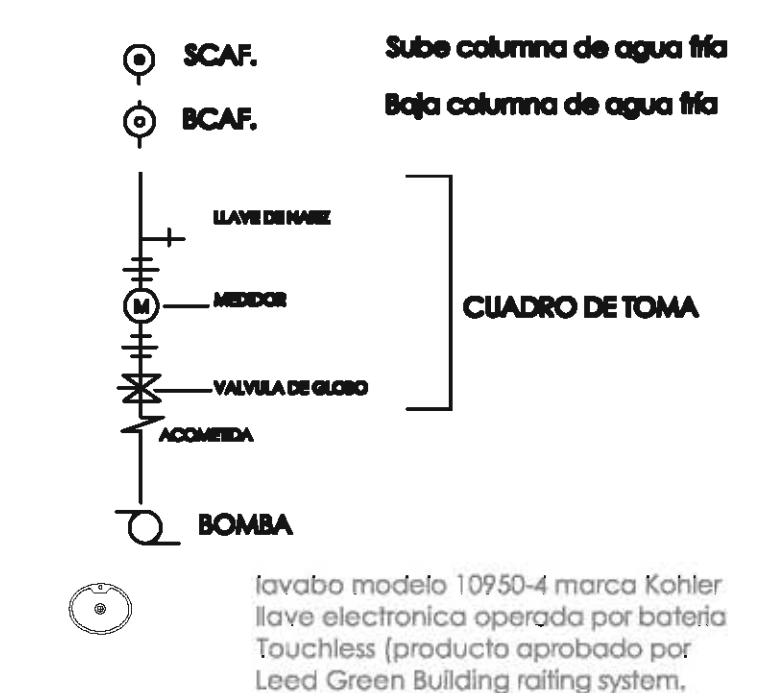 SCAF. Sube columna de agua fría
BCAF. Baja columna de agua fría
LLAVE DE NARIZ
M MEDIDOR
CUADRO DE TOMA
VALVULA DE GLOBO
ACOMETIDA
BOMBA
lavabo modelo 10950-4 marca Kohler
llave electronica operada por bateria
Touchless (producto aprobado por
Leed Green Building raiting system,